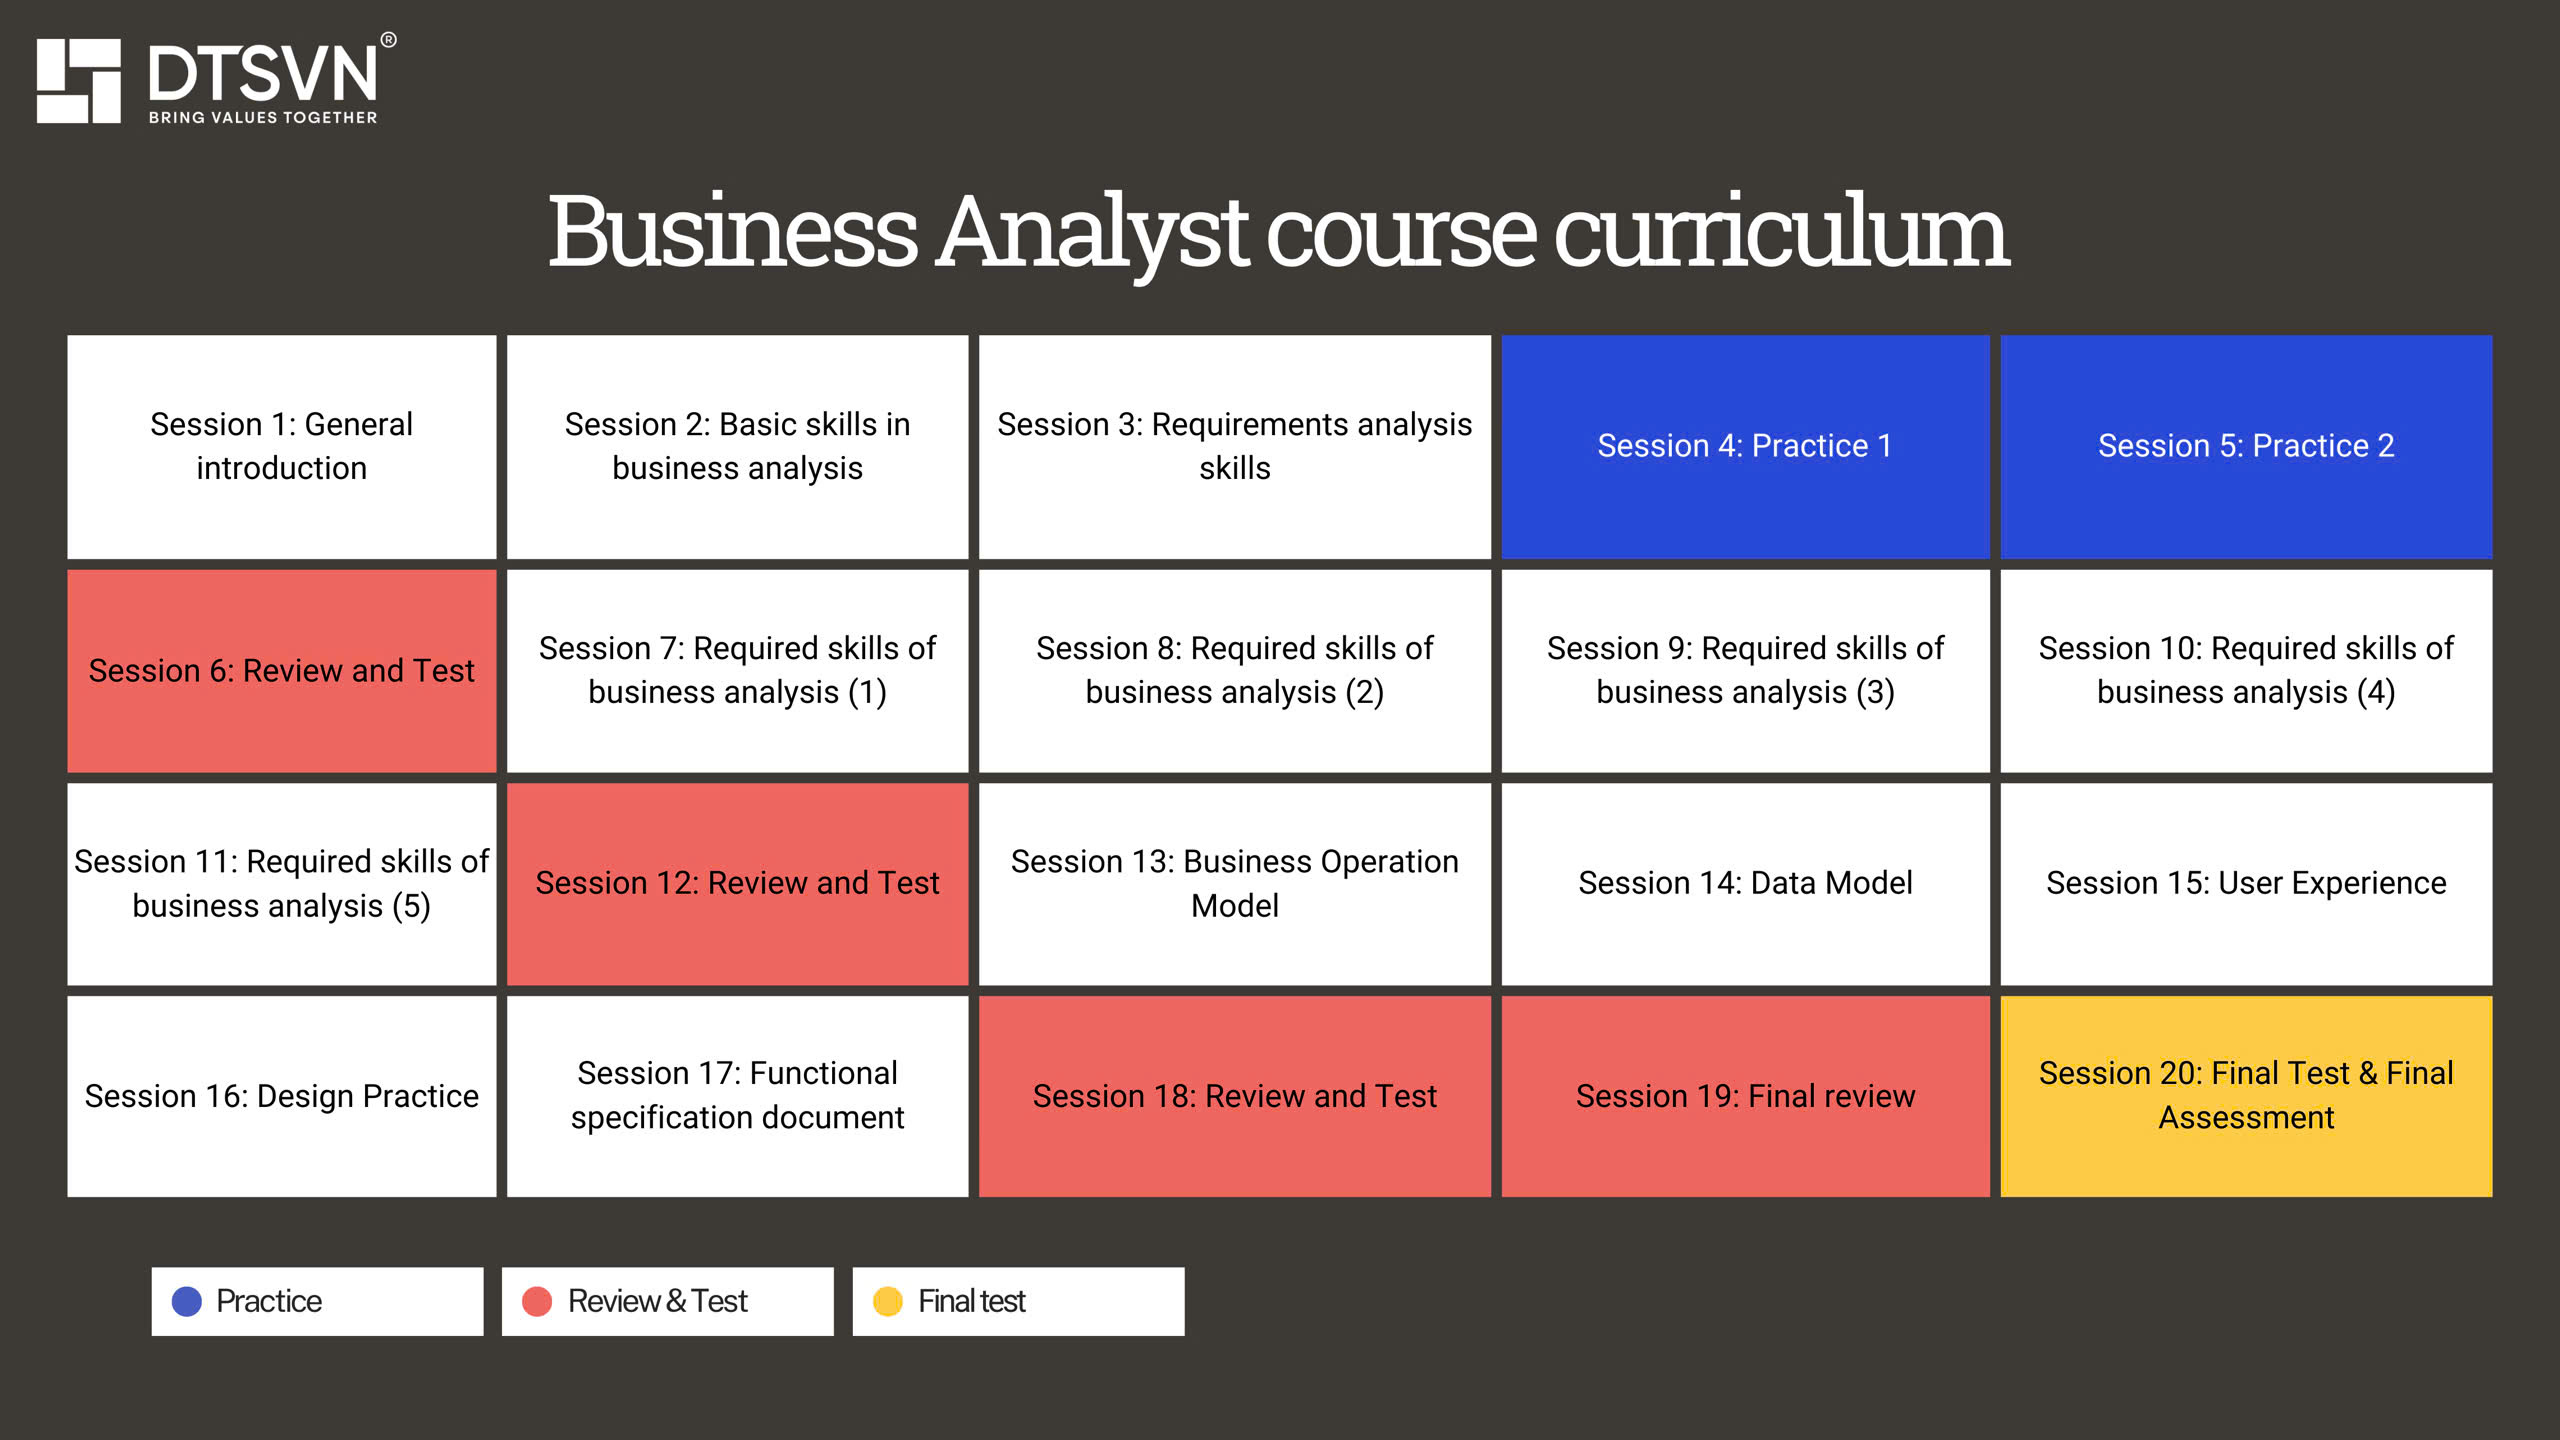 DTSVN®
BRING VALUES TOGETHER
Business Analyst course curriculum
Session 1: General
introduction
Session 2: Basic skills in
business analysis
Session 3: Requirements analysis
skills
Session 4: Practice 1
Session 5: Practice 2
Session 6: Review and Test
Session 7: Required skills of
business analysis (1)
Session 8: Required skills of
business analysis (2)
Session 9: Required skills of
business analysis (3)
Session 10: Required skills of
business analysis (4)
Session 11: Required skills of
business analysis (5)
Session 12: Review and Test
Session 13: Business Operation
Model
Session 14: Data Model
Session 15: User Experience
Session 16: Design Practice
Session 17: Functional
specification document
Session 18: Review and Test
Session 19: Final review
Session 20: Final Test & Final
Assessment
Practice
Review & Test
Final test